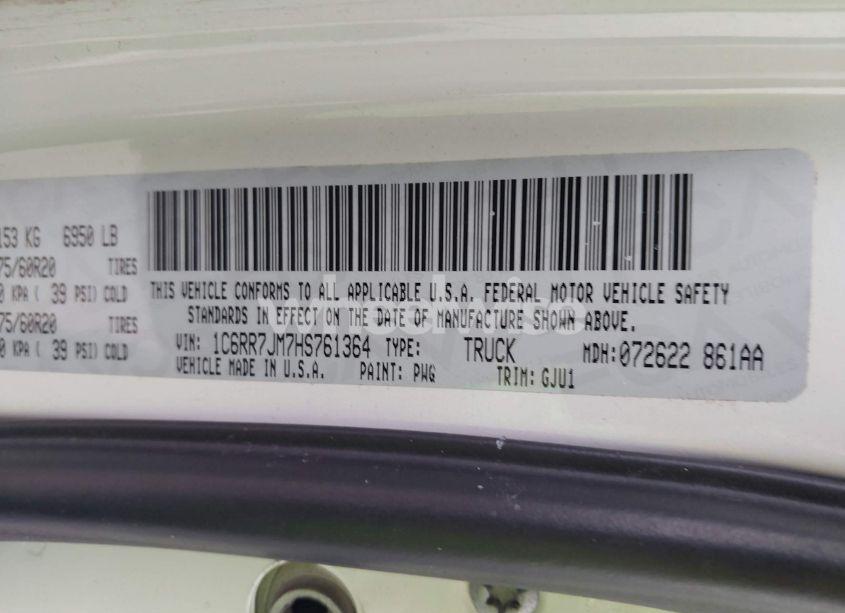 153 KG 6950 LB
75/60R20 TIRES
0 KPA ( 39 PSI) COLD
75/60R20 TIRES
0 KPA ( 39 PSI) COLD
THIS VEHICLE CONFORMS TO ALL APPLICABLE U.S.A. FEDERAL MOTOR VEHICLE SAFETY
STANDARDS IN EFFECT ON THE DATE OF MANUFACTURE SHOWN ABOVE.
VIN: 1C6RR7JM7HS761364 TYPE: TRUCK MDH: 072622 861AA
VEHICLE MADE IN U.S.A. PAINT: PWQ TRIM: GJU1
wheelwise